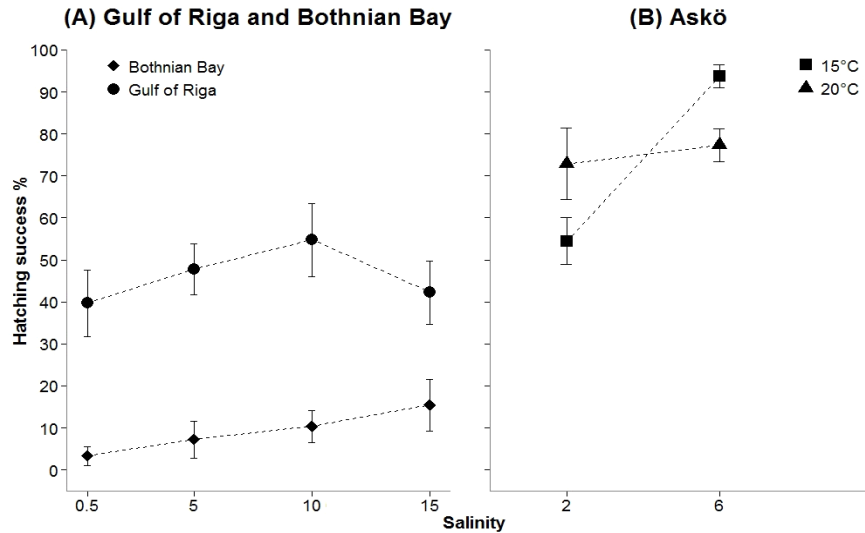 (A) Gulf of Riga and Bothnian Bay
(B) Askö
Bothnian Bay
Gulf of Riga
15°C
20°C
Hatching success %
100
90
80
70
60
50
40
30
20
10
0
0.5 5 10 15
2 6
Salinity